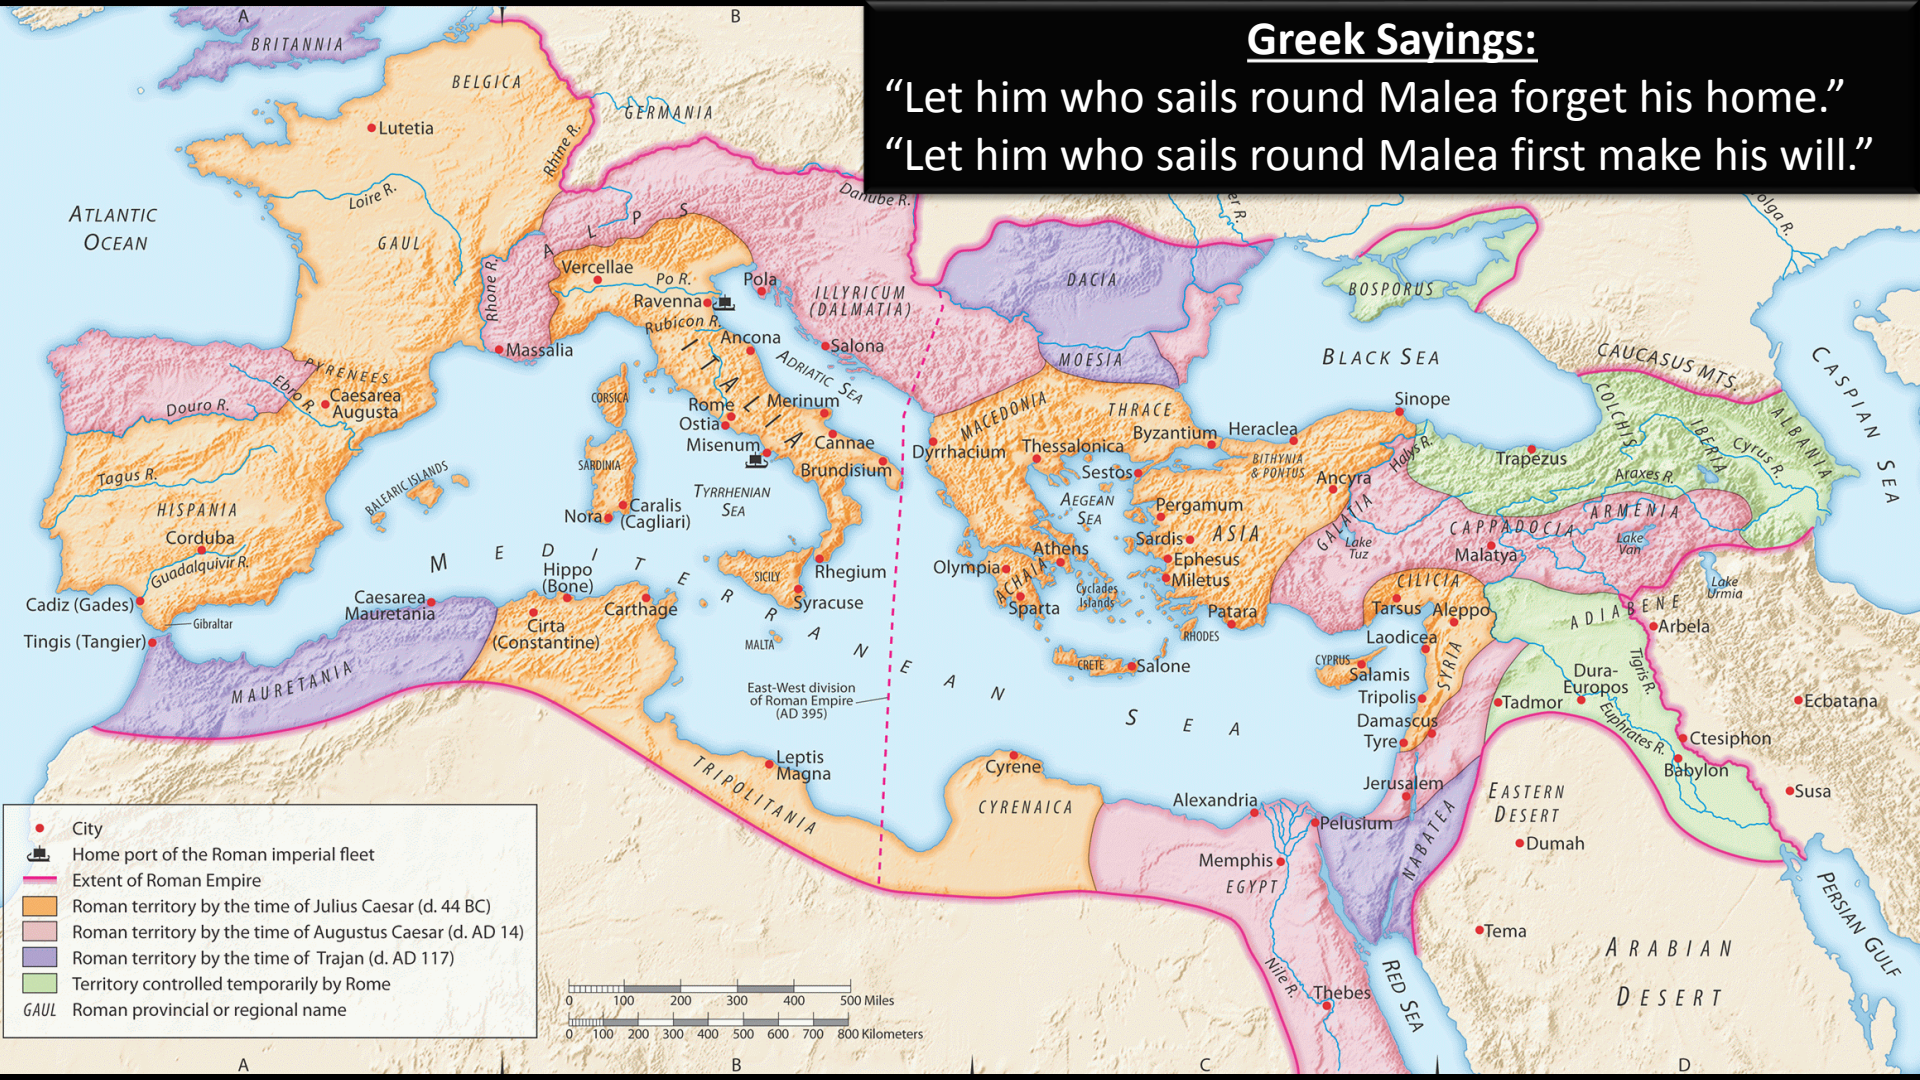 Greek Sayings:
“Let him who sails round Malea forget his home.”
“Let him who sails round Malea first make his will.”
A
B
BRITANNIA
BELGICA
GERMANIA
Lutetia
Rhine R.
Loire R.
ATLANTIC
OCEAN
GAUL
ALPS
Danube R.
er R.
olga R.
Rhone R.
Vercellae
Po R.
Pola
Ravenna
Rubicon R.
ILLYRICUM
(DALMATIA)
DACIA
BOSPORUS
Massalia
ITALIA
Ancona
Salona
ADRIATIC SEA
MOESIA
BLACK SEA
CAUCASUS MTS.
CASPIAN SEA
PYRENEES
Ebro R.
Caesarea
Augusta
Douro R.
CORSICA
Rome
Ostia
Misenum
Merinum
Cannae
Brundisium
MACEDONIA
THRACE
Byzantium
Heraclea
Sinope
COLCHIS
IBERIA
ALBANIA
Cyrus R.
Araxes R.
Dyrrhacium
Thessalonica
Sestos
BITHYNIA
& PONTUS
Halys R.
Trapezus
Ancyra
Tagus R.
BALEARIC ISLANDS
SARDINIA
HISPANIA
Caralis
(Cagliari)
Nora
TYRRHENIAN
SEA
AEGEAN
SEA
Pergamum
ASIA
GALATIA
CAPPADOCIA
ARMENIA
Corduba
Guadalquivir R.
Sardis
Lake
Tuz
Lake
Van
Malatya
Athens
Ephesus
Olympia
ACHAIA
Miletus
Cyclades
Islands
Sparta
MEDITERRANEAN SEA
Hippo
(Bone)
SICILY
Rhegium
Syracuse
CILICIA
Tarsus
Aleppo
ADIABENE
Lake
Urmia
Arbela
Cadiz (Gades)
Gibraltar
Tingis (Tangier)
Caesarea
Mauretania
Cirta
(Constantine)
Carthage
MALTA
Patara
RHODES
Laodicea
CRETE
Salone
CYPRUS
Salamis
SYRIA
Tigris R.
MAURETANIA
East-West division
of Roman Empire
(AD 395)
Tripolis
Damascus
Tyre
Tadmor
Dura-
Europos
Euphrates R.
Ecbatana
Ctesiphon
Babylon
Susa
TRIPOLITANIA
Leptis
Magna
Cyrene
CYRENAICA
Alexandria
Jerusalem
Pelusium
NABATEA
EASTERN
DESERT
Dumah
Memphis
EGYPT
Tema
ARABIAN
DESERT
PERSIAN GULF
Nile R.
Thebes
RED SEA
City
Home port of the Roman imperial fleet
Extent of Roman Empire
Roman territory by the time of Julius Caesar (d. 44 BC)
Roman territory by the time of Augustus Caesar (d. AD 14)
Roman territory by the time of Trajan (d. AD 117)
Territory controlled temporarily by Rome
GAUL Roman provincial or regional name
0 100 200 300 400 500 Miles
0 100 200 300 400 500 600 700 800 Kilometers
A
B
C
D